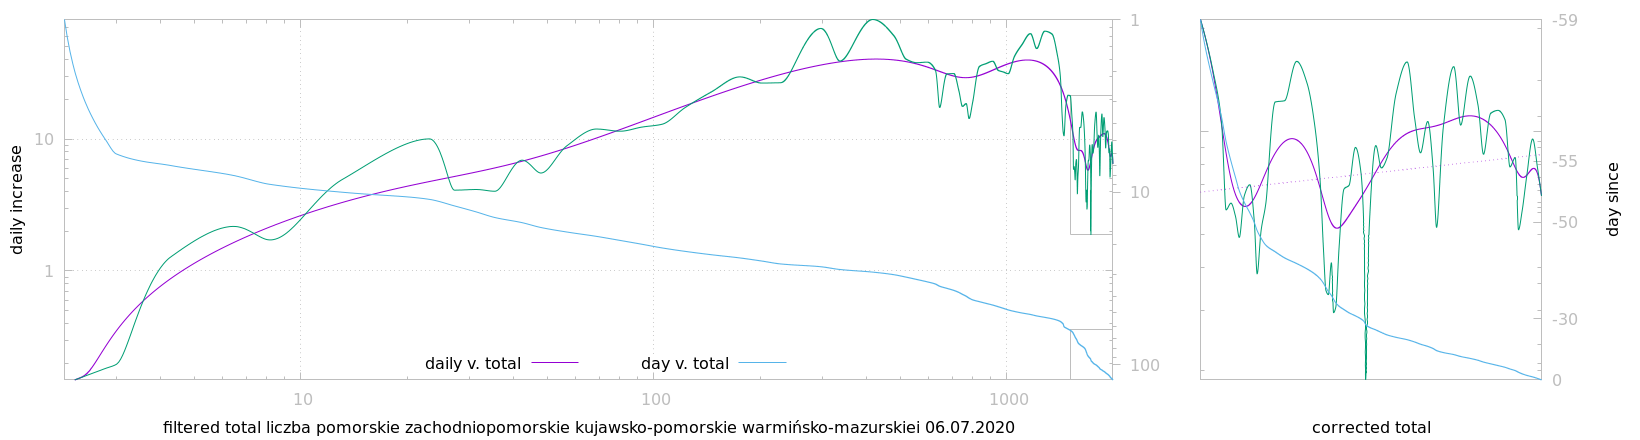 daily increase
10
1
daily v. total
day v. total
10
100
1000
1
10
100
filtered total liczba pomorskie zachodniopomorskie kujawsko-pomorskie warmińsko-mazurskiei 06.07.2020
-59
-55
-50
-30
0
day since
corrected total